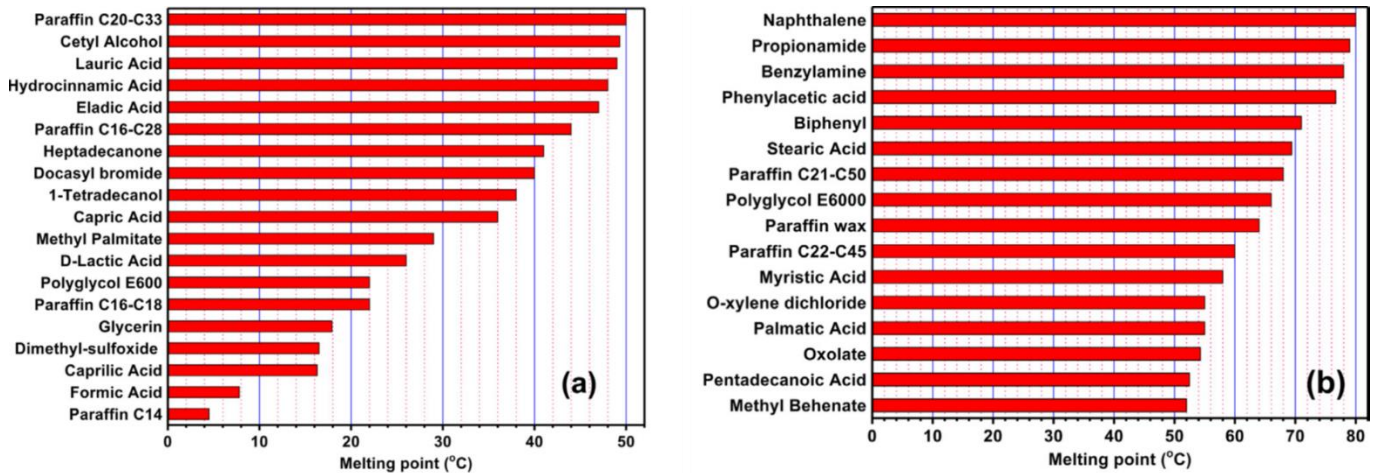 Paraffin C20-C33
Cetyl Alcohol
Lauric Acid
Hydrocinnamic Acid
Eladic Acid
Paraffin C16-C28
Heptadecanone
Docasyl bromide
1-Tetradecanol
Capric Acid
Methyl Palmitate
D-Lactic Acid
Polyglycol E600
Paraffin C16-C18
Glycerin
Dimethyl-sulfoxide
Caprilic Acid
Formic Acid
Paraffin C14
(a)
0 10 20 30 40 50
Melting point (°C)
Naphthalene
Propionamide
Benzylamine
Phenylacetic acid
Biphenyl
Stearic Acid
Paraffin C21-C50
Polyglycol E6000
Paraffin wax
Paraffin C22-C45
Myristic Acid
O-xylene dichloride
Palmatic Acid
Oxolate
Pentadecanoic Acid
Methyl Behenate
(b)
0 10 20 30 40 50 60 70 80
Melting point (°C)